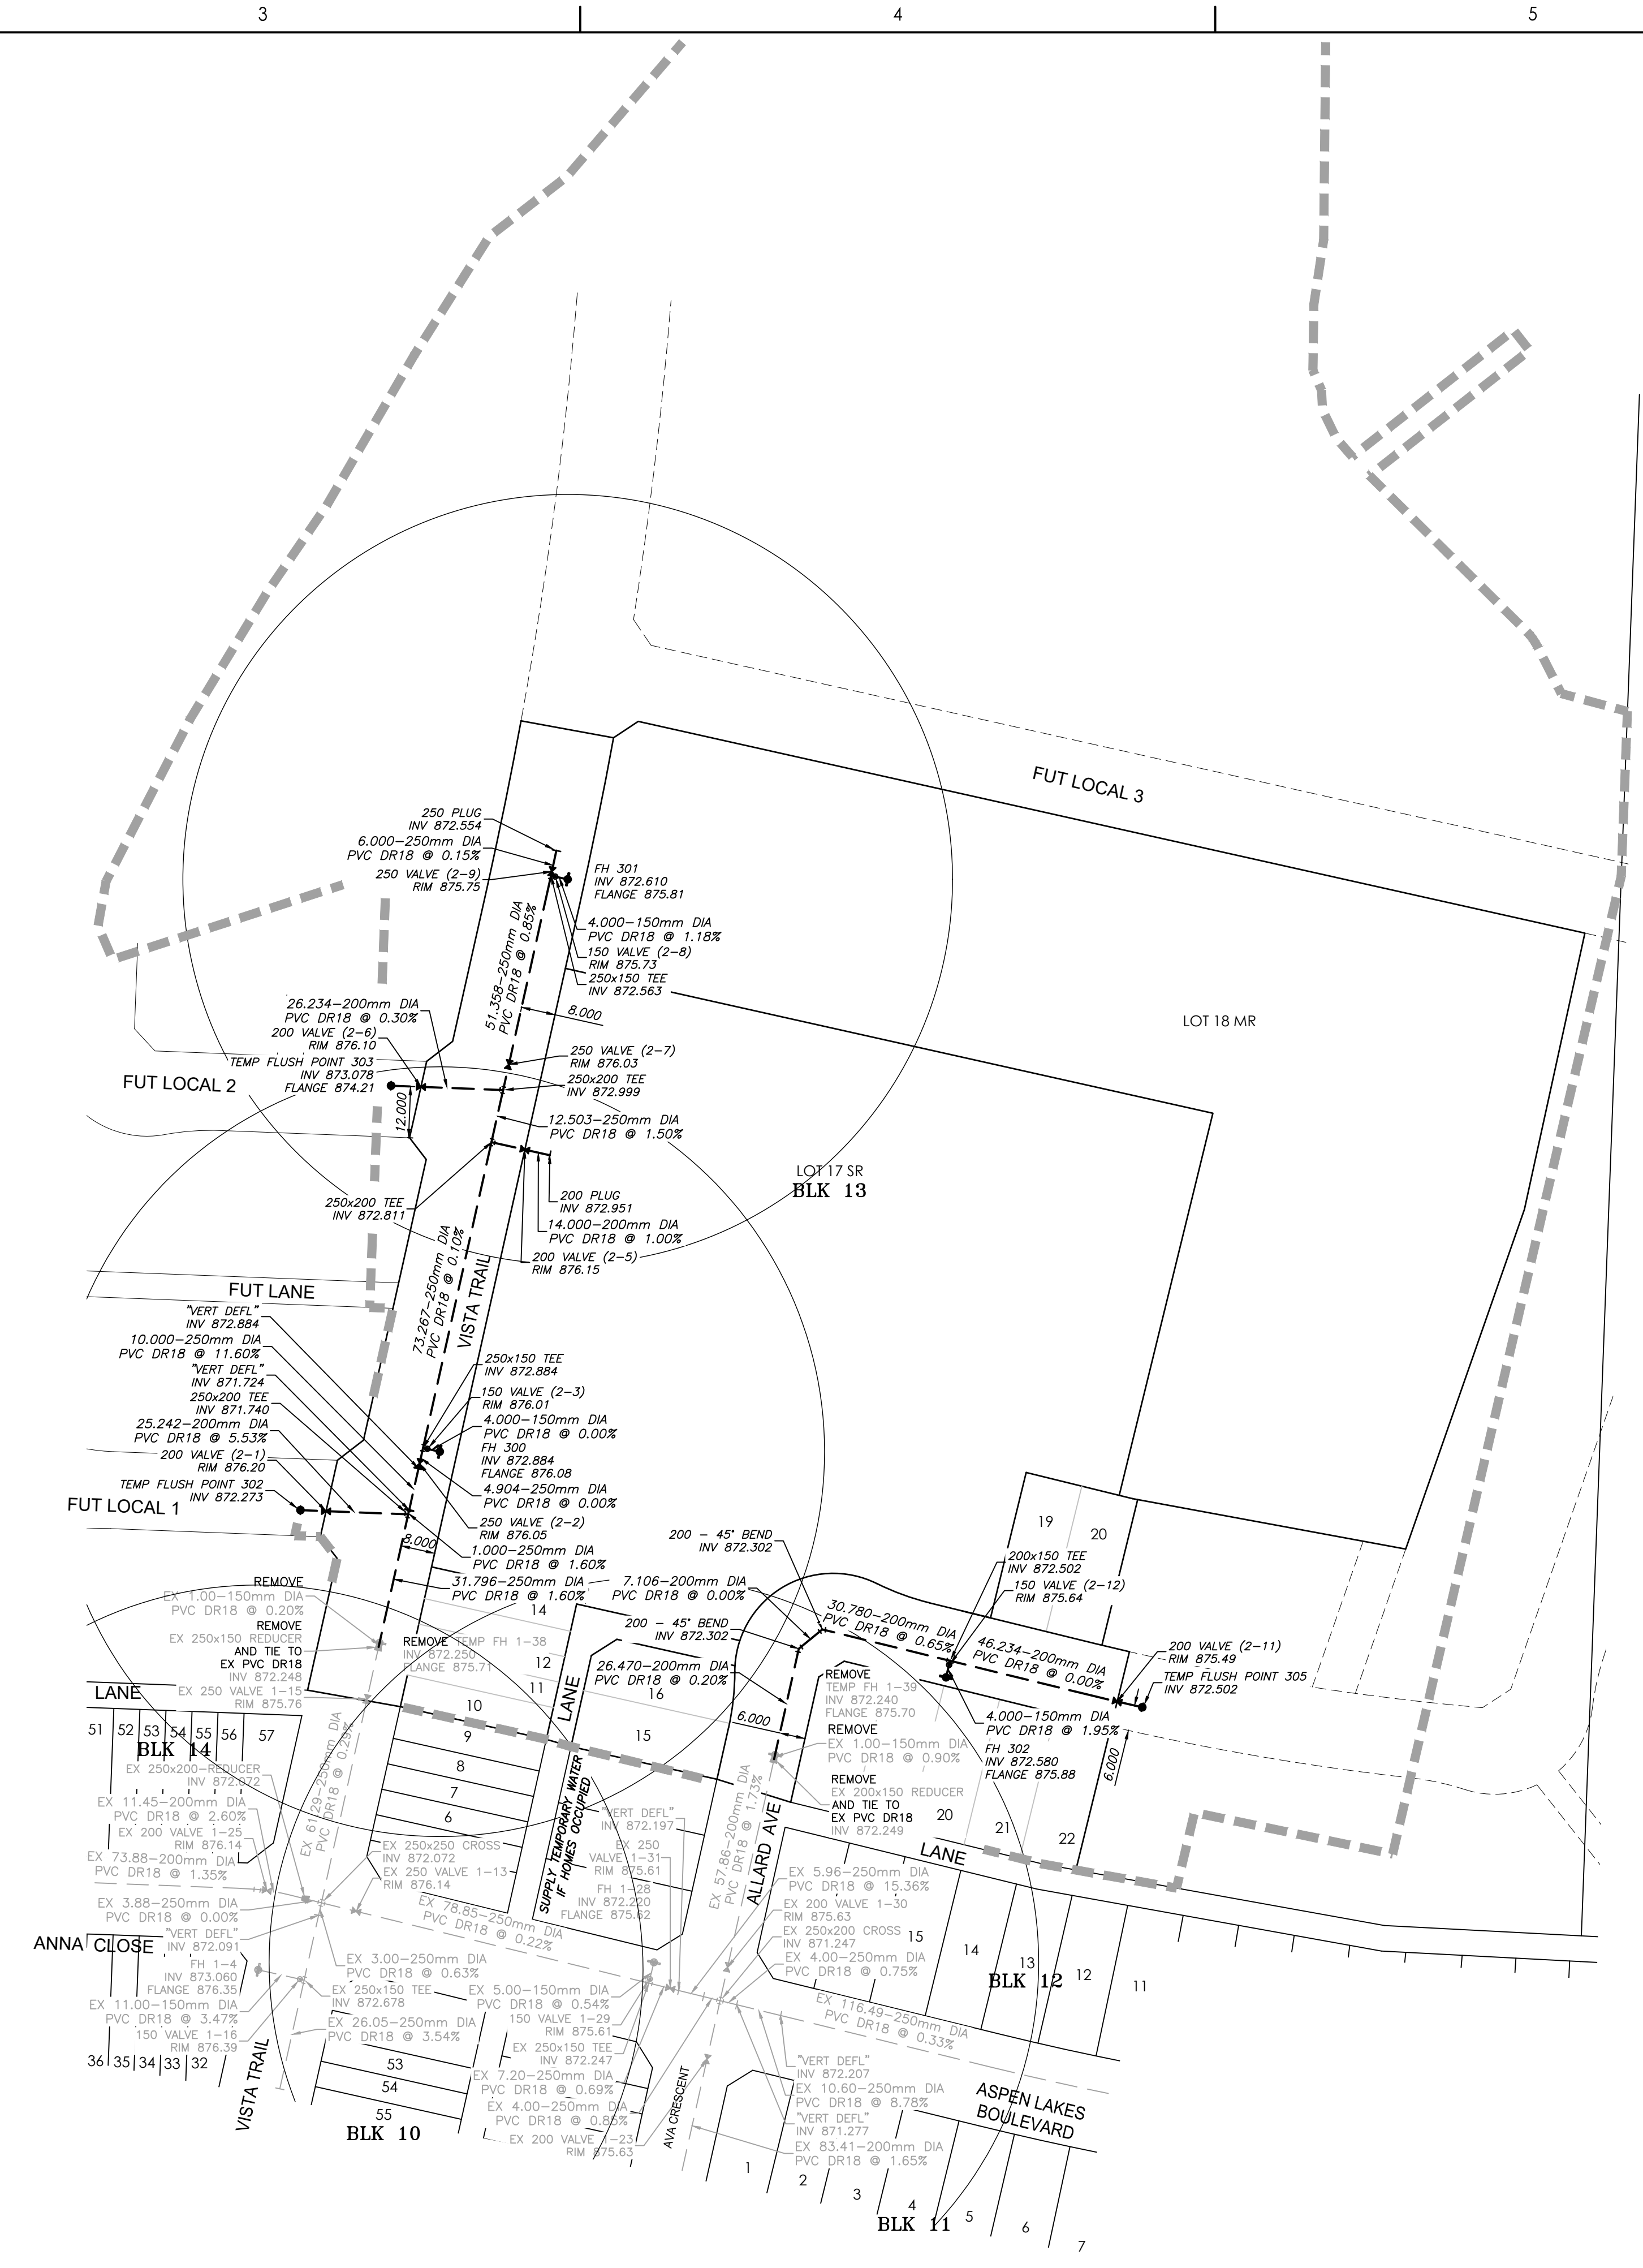 3
4
5
FUT LOCAL 3
250 PLUG
INV 872.554
6.000-250mm DIA
PVC DR18 @ 0.15%
250 VALVE (2-9)
RIM 875.75
FH 301
INV 872.610
FLANGE 875.81
4.000-150mm DIA
PVC DR18 @ 1.18%
150 VALVE (2-8)
RIM 875.73
250x150 TEE
INV 872.563
51.358-250mm DIA
PVC DR18 @ 0.85%
8.000
26.234-200mm DIA
PVC DR18 @ 0.30%
200 VALVE (2-6)
RIM 876.10
TEMP FLUSH POINT 303
INV 873.078
FLANGE 874.21
FUT LOCAL 2
12.000
250 VALVE (2-7)
RIM 876.03
250x200 TEE
INV 872.999
12.503-250mm DIA
PVC DR18 @ 1.50%
LOT 18 MR
LOT 17 SR
BLK 13
250x200 TEE
INV 872.811
200 PLUG
INV 872.951
14.000-200mm DIA
PVC DR18 @ 1.00%
200 VALVE (2-5)
RIM 876.15
73.267-250mm DIA
PVC DR18 @ 0.10%
VISTA TRAIL
FUT LANE
"VERT DEFL"
INV 872.884
10.000-250mm DIA
PVC DR18 @ 11.60%
"VERT DEFL"
INV 871.724
250x200 TEE
INV 871.740
25.242-200mm DIA
PVC DR18 @ 5.53%
200 VALVE (2-1)
RIM 876.20
TEMP FLUSH POINT 302
INV 872.273
FUT LOCAL 1
250x150 TEE
INV 872.884
150 VALVE (2-3)
RIM 876.01
4.000-150mm DIA
PVC DR18 @ 0.00%
FH 300
INV 872.884
FLANGE 876.08
4.904-250mm DIA
PVC DR18 @ 0.00%
250 VALVE (2-2)
RIM 876.05
8.000
1.000-250mm DIA
PVC DR18 @ 1.60%
31.796-250mm DIA
PVC DR18 @ 1.60%
200 - 45° BEND
INV 872.302
7.106-200mm DIA
PVC DR18 @ 0.00%
200 - 45° BEND
INV 872.302
26.470-200mm DIA
PVC DR18 @ 0.20%
19
20
200x150 TEE
INV 872.502
150 VALVE (2-12)
RIM 875.64
30.780-200mm DIA
PVC DR18 @ 0.65%
46.234-200mm DIA
PVC DR18 @ 0.00%
200 VALVE (2-11)
RIM 875.49
TEMP FLUSH POINT 305
INV 872.502
4.000-150mm DIA
PVC DR18 @ 1.95%
FH 302
INV 872.580
FLANGE 875.88
6.000
6.000
REMOVE
EX 1.00-150mm DIA
PVC DR18 @ 0.20%
REMOVE
EX 250x150 REDUCER
AND TIE TO
EX PVC DR18
INV 872.248
EX 250 VALVE 1-15
RIM 875.76
REMOVE TEMP FH 1-38
INV 872.250
FLANGE 875.71
14
12
11
10
9
8
7
6
16
15
LANE
REMOVE
TEMP FH 1-39
INV 872.240
FLANGE 875.70
REMOVE
EX 1.00-150mm DIA
PVC DR18 @ 0.90%
REMOVE
EX 200x150 REDUCER
AND TIE TO
EX PVC DR18
INV 872.249
20
21
22
LANE
LANE
51
52
53
54
55
56
57
BLK 14
EX 250x200 REDUCER
INV 872.072
EX 11.45-200mm DIA
PVC DR18 @ 2.60%
EX 200 VALVE 1-25
RIM 876.14
EX 73.88-200mm DIA
PVC DR18 @ 1.35%
EX 3.88-250mm DIA
PVC DR18 @ 0.00%
"VERT DEFL"
INV 872.091
ANNA CLOSE
FH 1-4
INV 873.060
FLANGE 876.35
EX 11.00-150mm DIA
PVC DR18 @ 3.47%
150 VALVE 1-16
RIM 876.39
36
35
34
33
32
VISTA TRAIL
EX 61.129-250mm DIA
PVC DR18 @ 0.29%
EX 250x250 CROSS
INV 872.072
EX 250 VALVE 1-13
RIM 876.14
EX 78.85-250mm DIA
PVC DR18 @ 0.22%
EX 3.00-250mm DIA
PVC DR18 @ 0.63%
EX 250x150 TEE
INV 872.678
EX 26.05-250mm DIA
PVC DR18 @ 3.54%
53
54
55
BLK 10
SUPPLY TEMPORARY WATER
IF HOMES OCCUPIED
"VERT DEFL"
INV 872.197
EX 250
VALVE 1-31
RIM 875.61
FH 1-28
INV 872.220
FLANGE 875.62
EX 5.00-150mm DIA
PVC DR18 @ 0.54%
150 VALVE 1-29
RIM 875.61
EX 250x150 TEE
INV 872.247
EX 7.20-250mm DIA
PVC DR18 @ 0.69%
EX 4.00-250mm DIA
PVC DR18 @ 0.85%
EX 200 VALVE 1-23
RIM 875.63
EX 57.86-200mm DIA
PVC DR18 @ 1.73%
ALLARD AVE
AVA CRESCENT
EX 5.96-250mm DIA
PVC DR18 @ 15.36%
EX 200 VALVE 1-30
RIM 875.63
EX 250x200 CROSS
INV 871.247
EX 4.00-250mm DIA
PVC DR18 @ 0.75%
15
14
13
12
11
BLK 12
EX 116.49-250mm DIA
PVC DR18 @ 0.33%
"VERT DEFL"
INV 872.207
EX 10.60-250mm DIA
PVC DR18 @ 8.78%
"VERT DEFL"
INV 871.277
EX 83.41-200mm DIA
PVC DR18 @ 1.65%
ASPEN LAKES
BOULEVARD
1
2
3
4
5
6
7
BLK 11